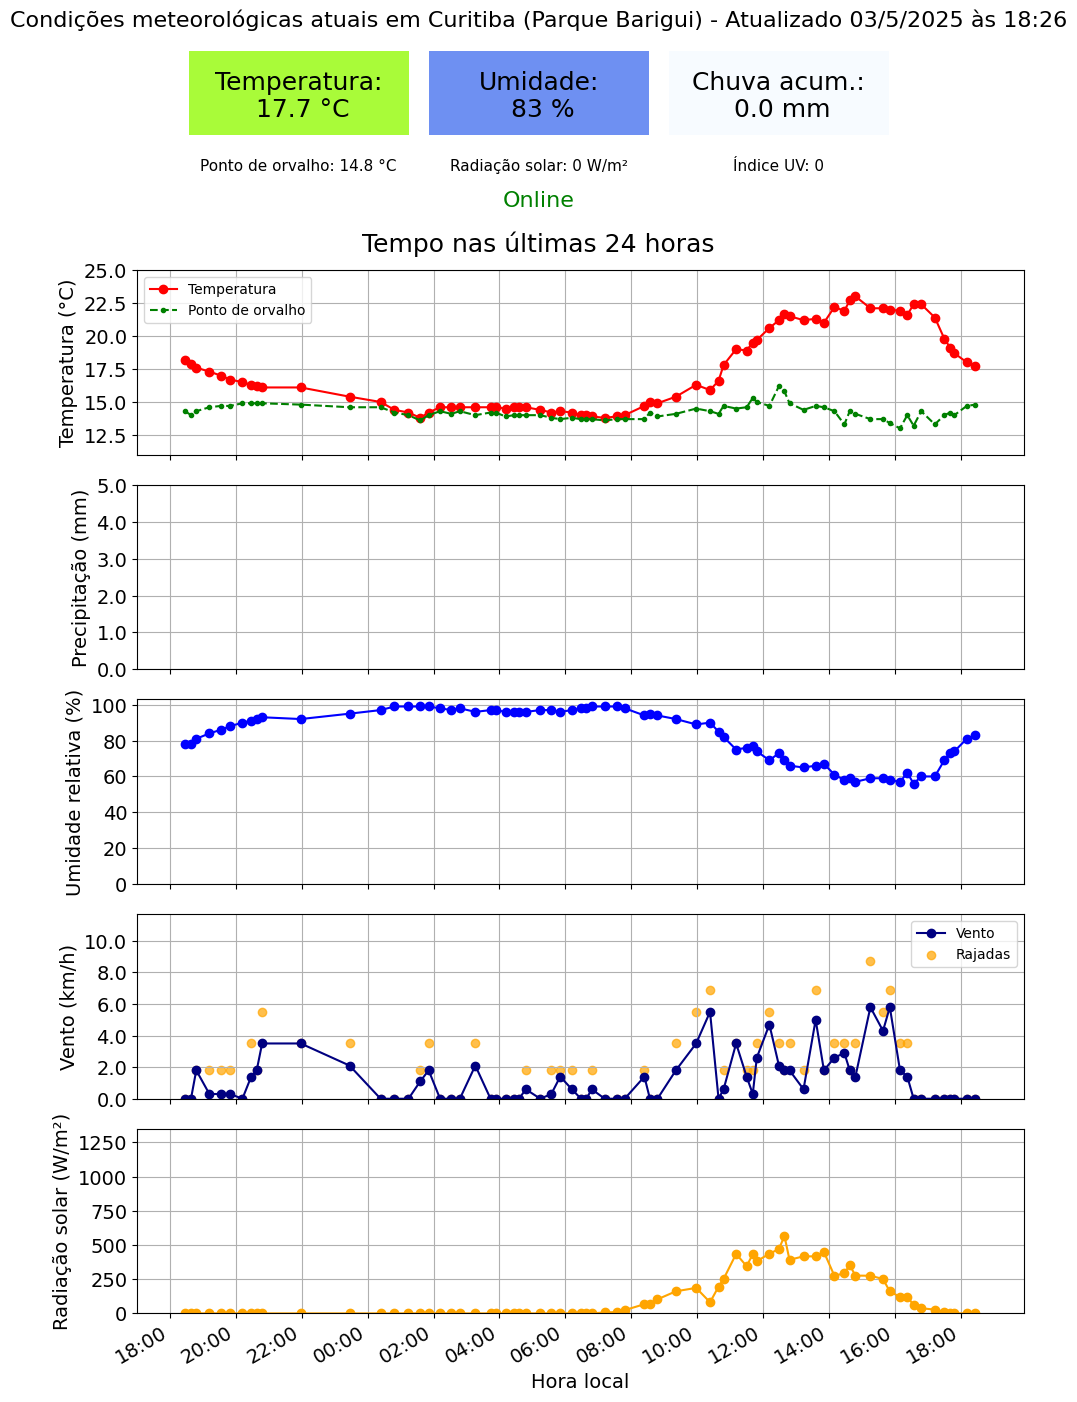 Condições meteorológicas atuais em Curitiba (Parque Barigui) - Atualizado 03/5/2025 às 18:26
Temperatura:
17.7 °C
Umidade:
83 %
Chuva acum.:
0.0 mm
Ponto de orvalho: 14.8 °C
Radiação solar: 0 W/m²
Índice UV: 0
Online
Tempo nas últimas 24 horas
Temperatura (°C)
25.0
22.5
20.0
17.5
15.0
12.5
Temperatura
Ponto de orvalho
Precipitação (mm)
5.0
4.0
3.0
2.0
1.0
0.0
Umidade relativa (%)
100
80
60
40
20
0
Vento (km/h)
10.0
8.0
6.0
4.0
2.0
0.0
Vento
Rajadas
Radiação solar (W/m²)
1250
1000
750
500
250
0
18:00
20:00
22:00
00:00
02:00
04:00
06:00
08:00
10:00
12:00
14:00
16:00
18:00
Hora local